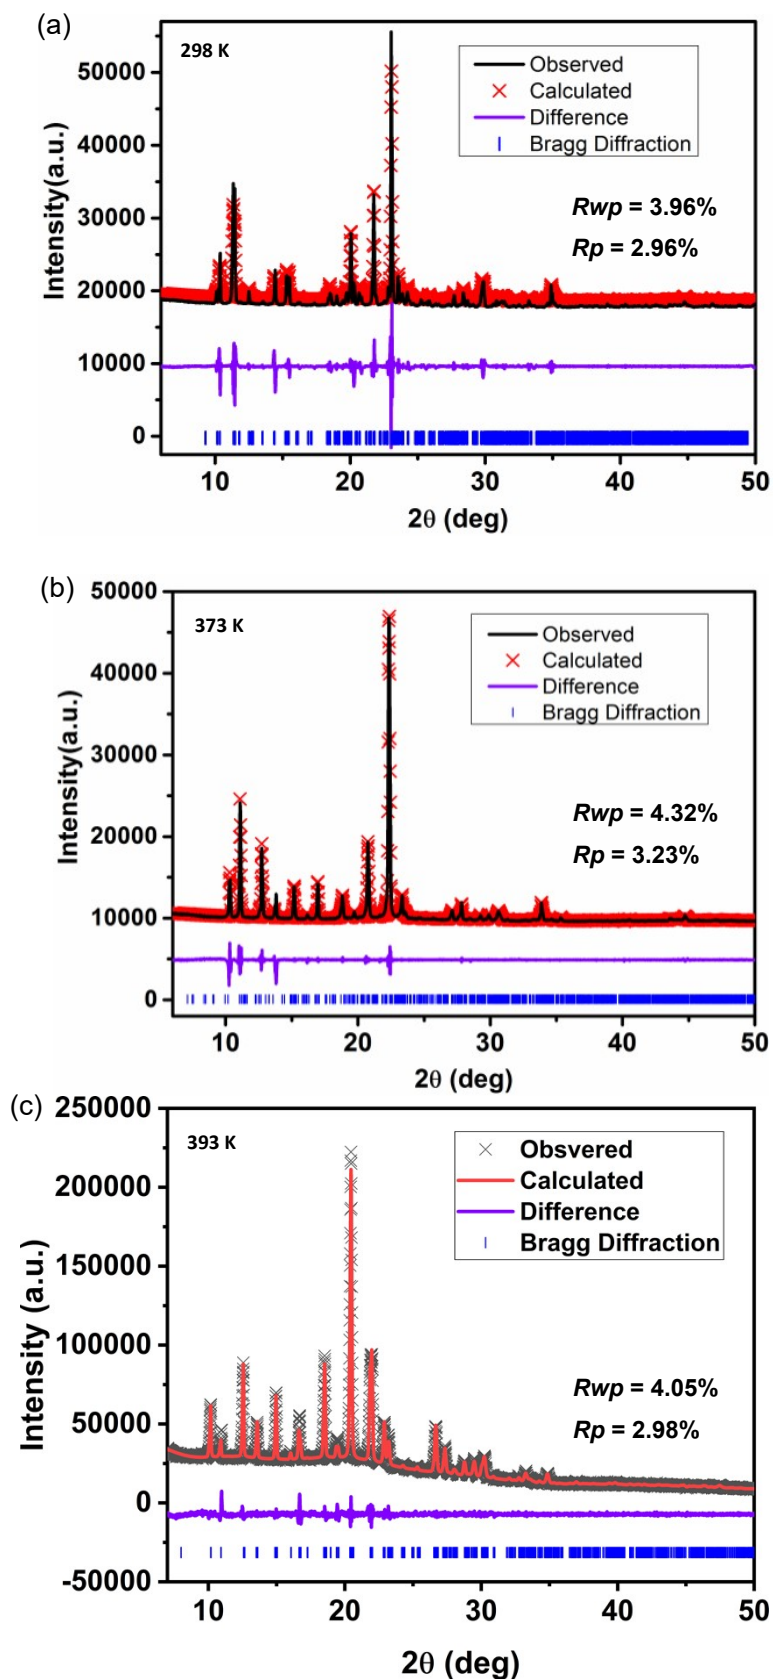 (a)
298 K
Observed
Calculated
Difference
Bragg Diffraction
Rwp = 3.96%
Rp = 2.96%
Intensity(a.u.)
50000
40000
30000
20000
10000
0
10 20 30 40 50
2θ (deg)
(b)
373 K
Observed
Calculated
Difference
Bragg Diffraction
Rwp = 4.32%
Rp = 3.23%
Intensity(a.u.)
50000
40000
30000
20000
10000
0
10 20 30 40 50
2θ (deg)
(c)
393 K
Obsvered
Calculated
Difference
Bragg Diffraction
Rwp = 4.05%
Rp = 2.98%
Intensity (a.u.)
250000
200000
150000
100000
50000
0
-50000
10 20 30 40 50
2θ (deg)